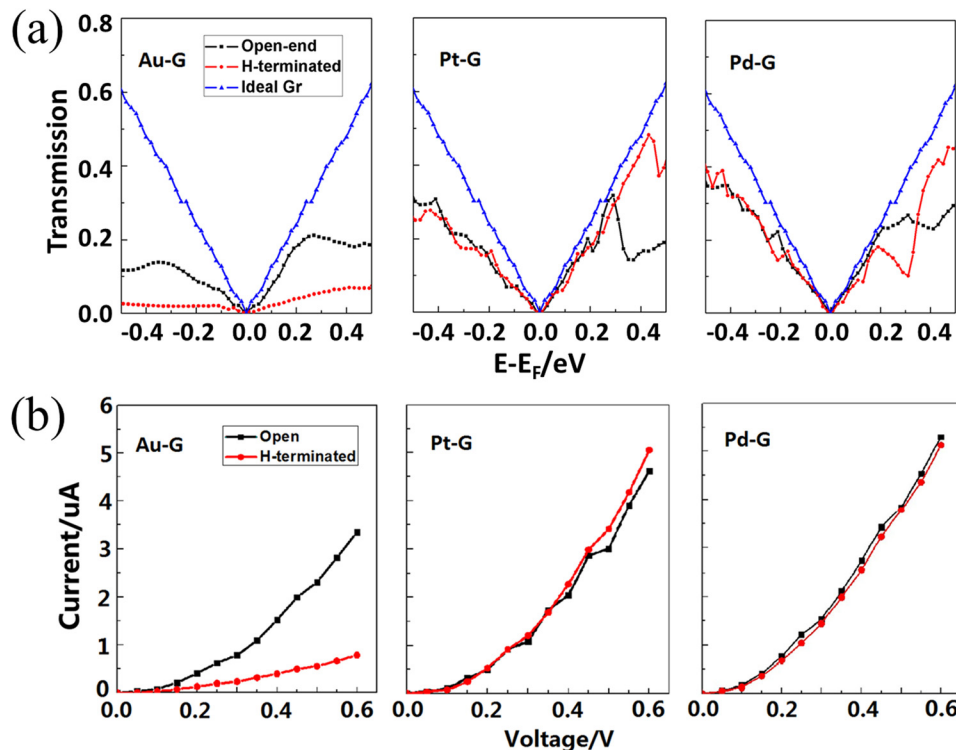 (a)
Transmission
0.8
0.6
0.4
0.2
0.0
Au-G
Open-end
H-terminated
Ideal Gr
-0.4 -0.2 0.0 0.2 0.4
Pt-G
-0.4 -0.2 0.0 0.2 0.4
Pd-G
-0.4 -0.2 0.0 0.2 0.4
E-EF/eV
(b)
Current/uA
6
5
4
3
2
1
0
Au-G
Open
H-terminated
0.0 0.2 0.4 0.6
Pt-G
0.0 0.2 0.4 0.6
Pd-G
0.0 0.2 0.4 0.6
Voltage/V